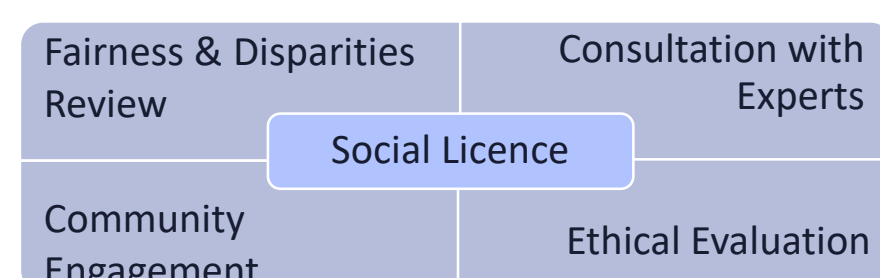 Fairness & Disparities
Review
Consultation with
Experts
Social Licence
Community
Engagement
Ethical Evaluation